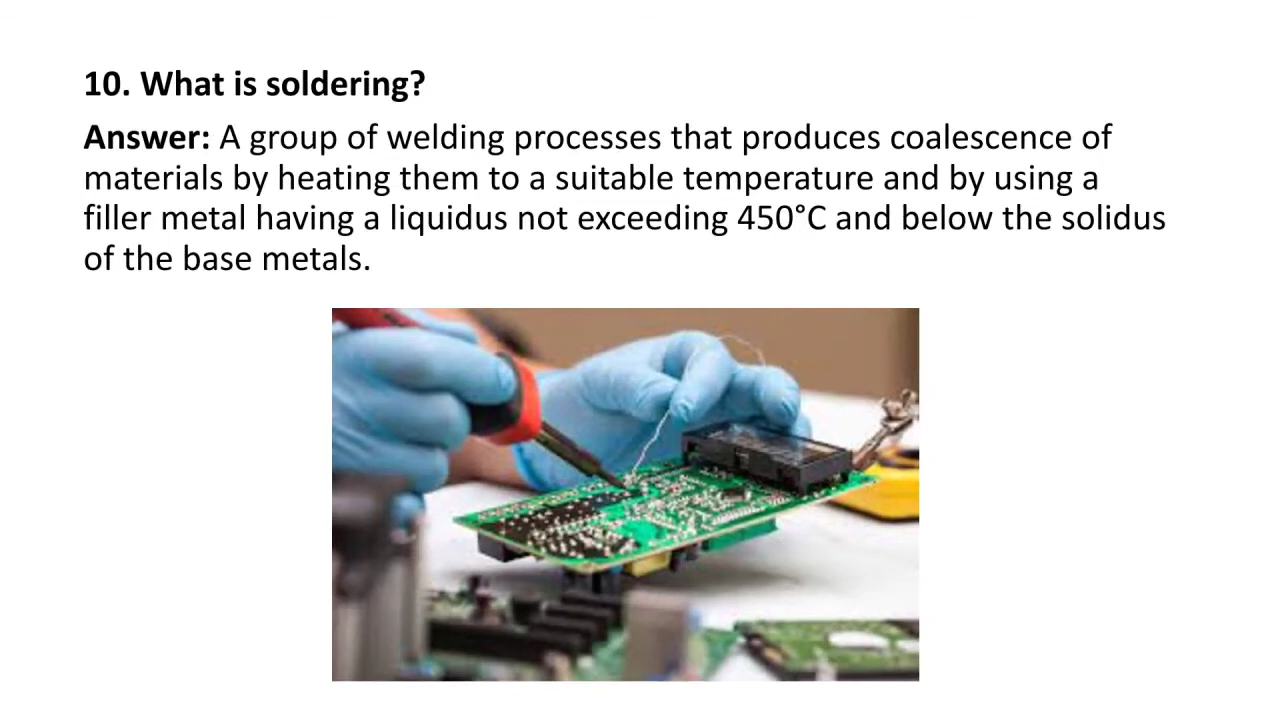 10. What is soldering?
Answer: A group of welding processes that produces coalescence of
materials by heating them to a suitable temperature and by using a
filler metal having a liquidus not exceeding 450°C and below the solidus
of the base metals.